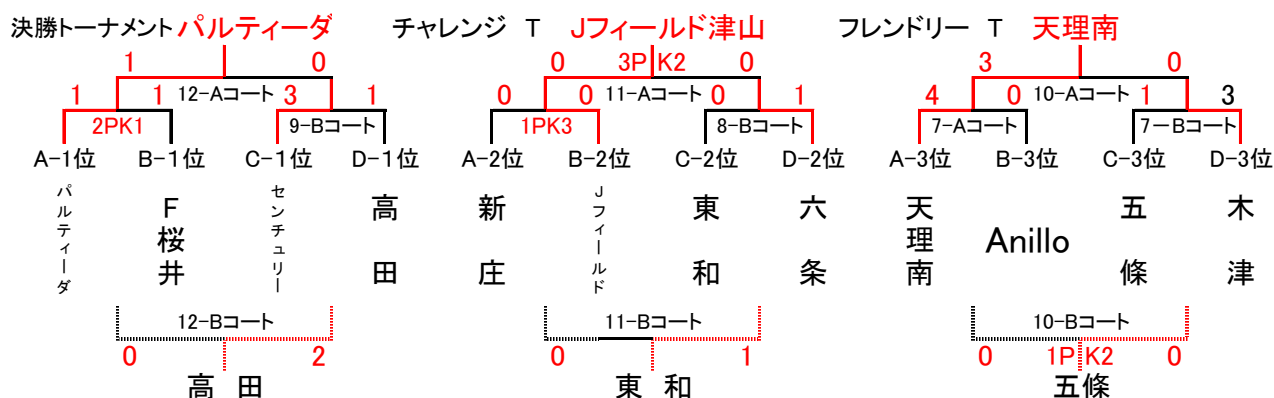 決勝トーナメント パルティーダ
チャレンジ T Jフィールド津山
フレンドリー T 天理南
1 0
0 3P K2 0
3 0
12-Aコート
11-Aコート
10-Aコート
1 1 3 1
0 0 0 1
4 0 1 3
2PK1 9-Bコート
1PK3 8-Bコート
7-Aコート 7-Bコート
A-1位 B-1位 C-1位 D-1位
A-2位 B-2位 C-2位 D-2位
A-3位 B-3位 C-3位 D-3位
パルティーダ
F桜井
センチュリー
高田
新庄
Jフィールド
東和
六条
天理南
Anillo
五條
木津
12-Bコート
11-Bコート
10-Bコート
0 2
0 1
0 1P K2 0
高 田
東 和
五條